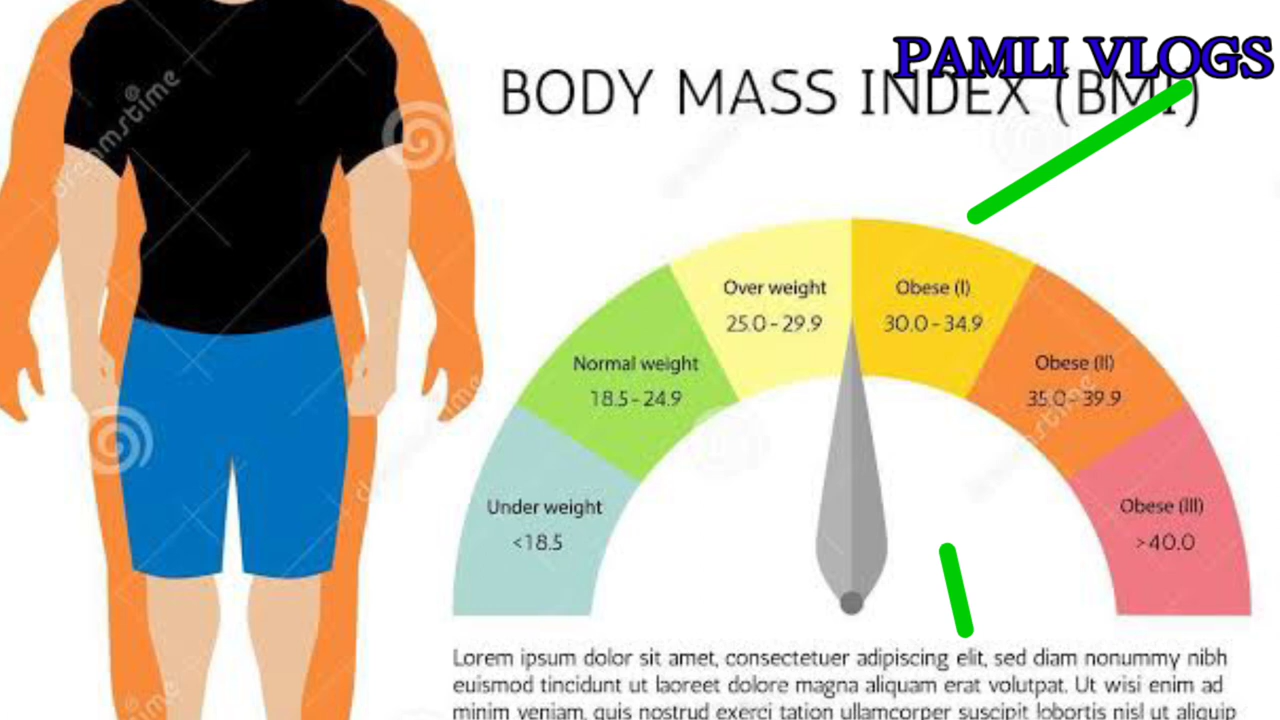 PAMLI VLOGS
BODY MASS INDEX (BMI)
Over weight
25.0 - 29.9
Obese (I)
30.0 - 34.9
Normal weight
18.5 - 24.9
Obese (II)
35.0 - 39.9
Under weight
<18.5
Obese (III)
>40.0
Lorem ipsum dolor sit amet, consectetuer adipiscing elit, sed diam nonummy nibh
euismod tincidunt ut laoreet dolore magna aliquam erat volutpat. Ut wisi enim ad
minim veniam, quis nostrud exerci tation ullamcorper suscipit lobortis nisl ut aliquip
dreamstime
dreamstime